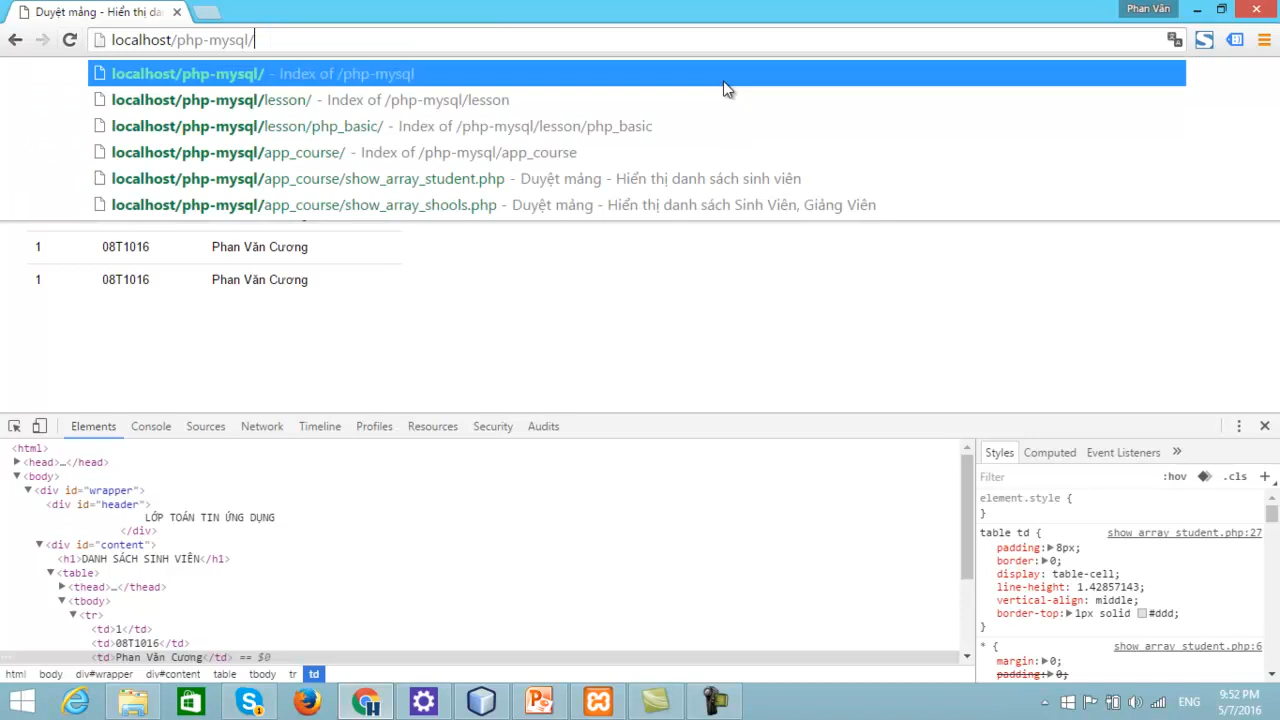 Duyệt mảng - Hiển thị da
Phan Văn
localhost/php-mysql/
localhost/php-mysql/ - Index of /php-mysql
localhost/php-mysql/lesson/ - Index of /php-mysql/lesson
localhost/php-mysql/lesson/php_basic/ - Index of /php-mysql/lesson/php_basic
localhost/php-mysql/app_course/ - Index of /php-mysql/app_course
localhost/php-mysql/app_course/show_array_student.php - Duyệt mảng - Hiển thị danh sách sinh viên
localhost/php-mysql/app_course/show_array_shools.php - Duyệt mảng - Hiển thị danh sách Sinh Viên, Giảng Viên
1 08T1016 Phan Văn Cương
1 08T1016 Phan Văn Cương
Elements Console Sources Network Timeline Profiles Resources Security Audits
<html>
<head>…</head>
<body>
<div id="wrapper">
<div id="header">
LỚP TOÁN TIN ỨNG DỤNG
</div>
<div id="content">
<h1>DANH SÁCH SINH VIÊN</h1>
<table>
<thead>…</thead>
<tbody>
<tr>
<td>1</td>
<td>08T1016</td>
<td>Phan Văn Cương</td> == $0
html body div#wrapper div#content table tbody tr td
Styles Computed Event Listeners »
Filter :hov .cls +
element.style {
}
table td { show_array_student.php:27
padding: 8px;
border: 0;
display: table-cell;
line-height: 1.42857143;
vertical-align: middle;
border-top: 1px solid #ddd;
}
* { show_array_student.php:6
margin: 0;
padding: 0;
ENG
9:52 PM
5/7/2016